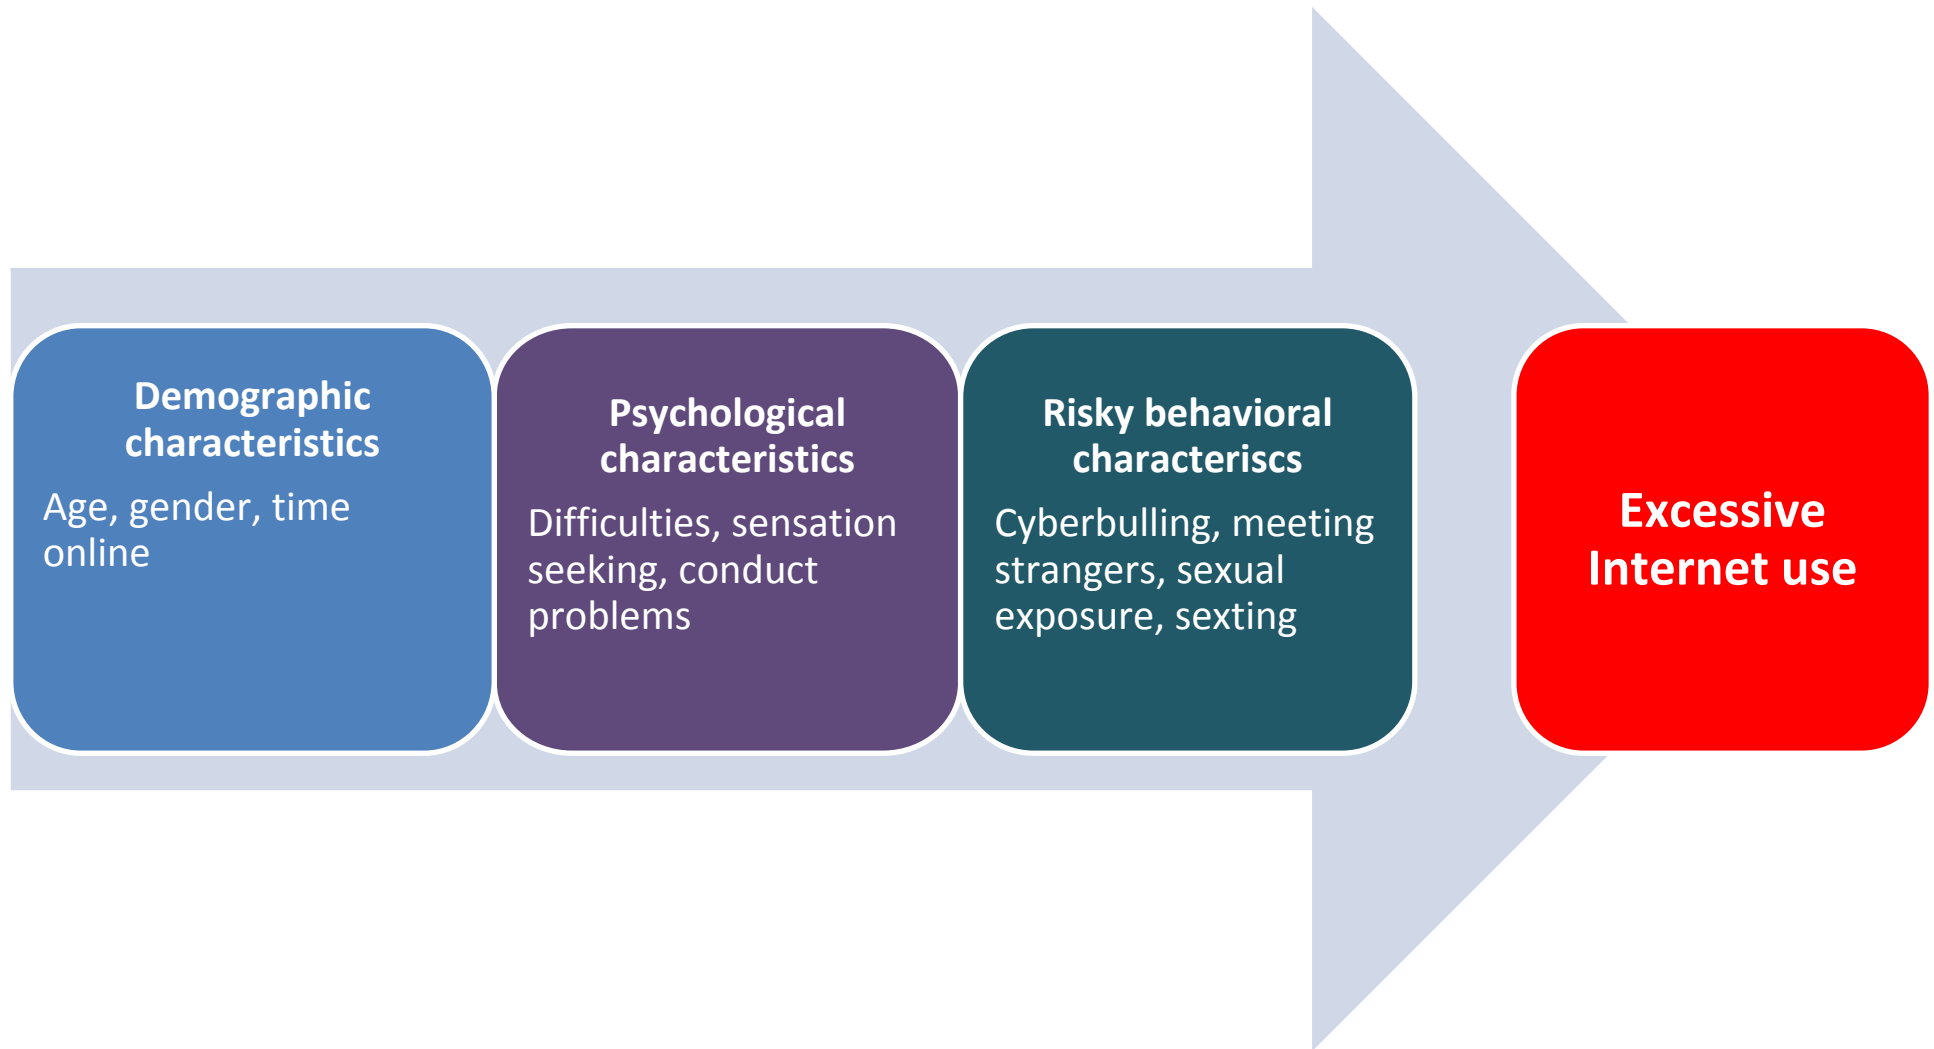 Demographic
characteristics
Age, gender, time
online
Psychological
characteristics
Difficulties, sensation
seeking, conduct
problems
Risky behavioral
characteriscs
Cyberbulling, meeting
strangers, sexual
exposure, sexting
Excessive
Internet use